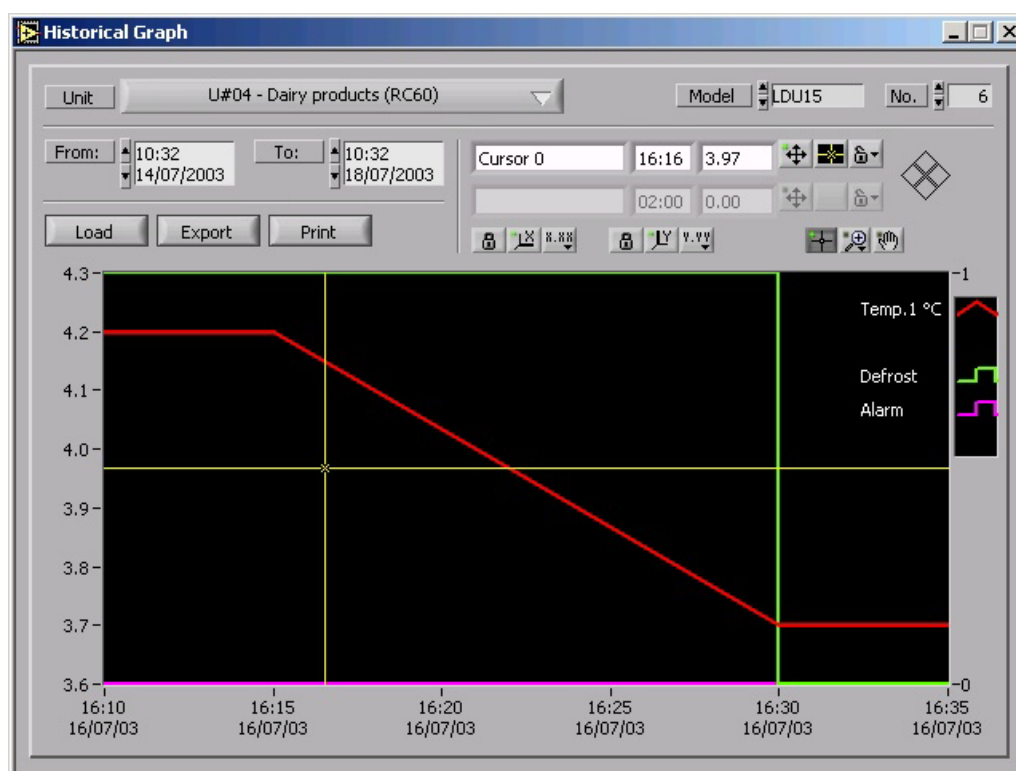 Historical Graph
Unit U#04 - Dairy products (RC60) Model LDU15 No. 6
From: 10:32 14/07/2003 To: 10:32 18/07/2003
Cursor 0 16:16 3.97
02:00 0.00
Load Export Print
X X.XX Y Y.YY
4.3 1
Temp.1 °C
4.2
Defrost
4.1
Alarm
4.0
3.9
3.8
3.7
3.6 0
16:10 16:15 16:20 16:25 16:30 16:35
16/07/03 16/07/03 16/07/03 16/07/03 16/07/03 16/07/03